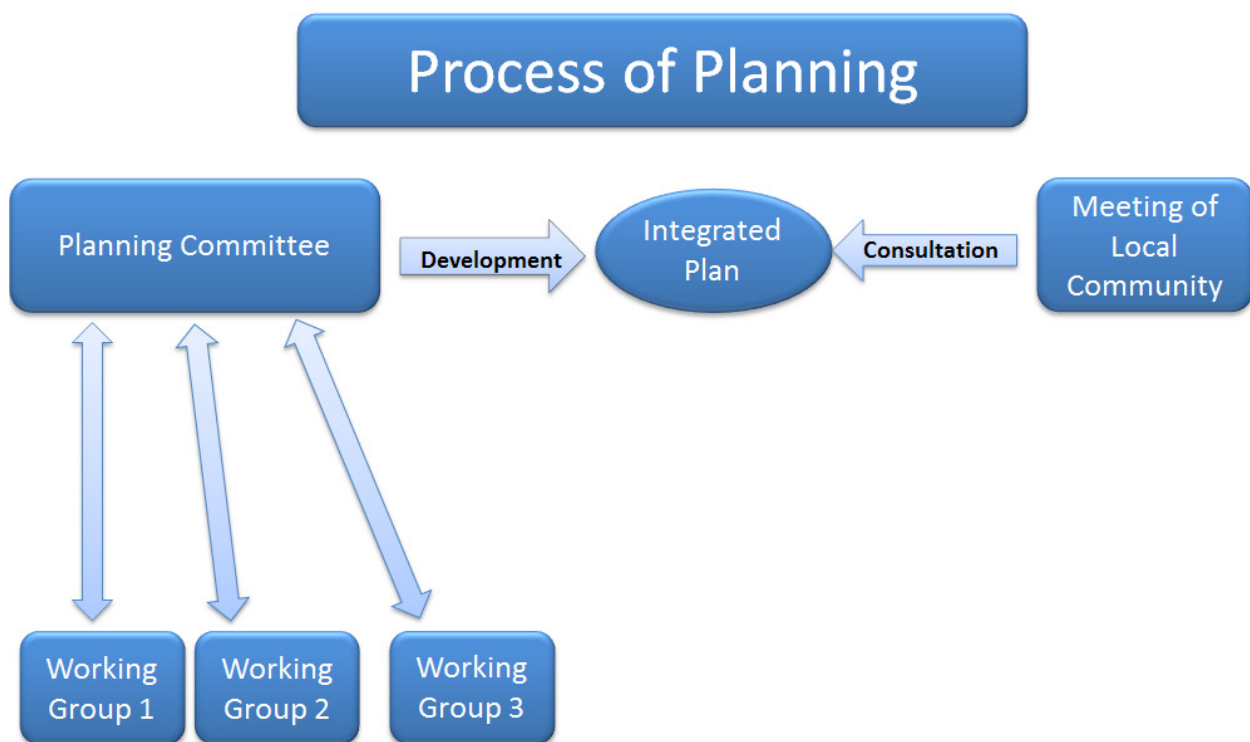 Process of Planning
Planning Committee
Development
Integrated
Plan
Consultation
Meeting of
Local
Community
Working
Group 1
Working
Group 2
Working
Group 3